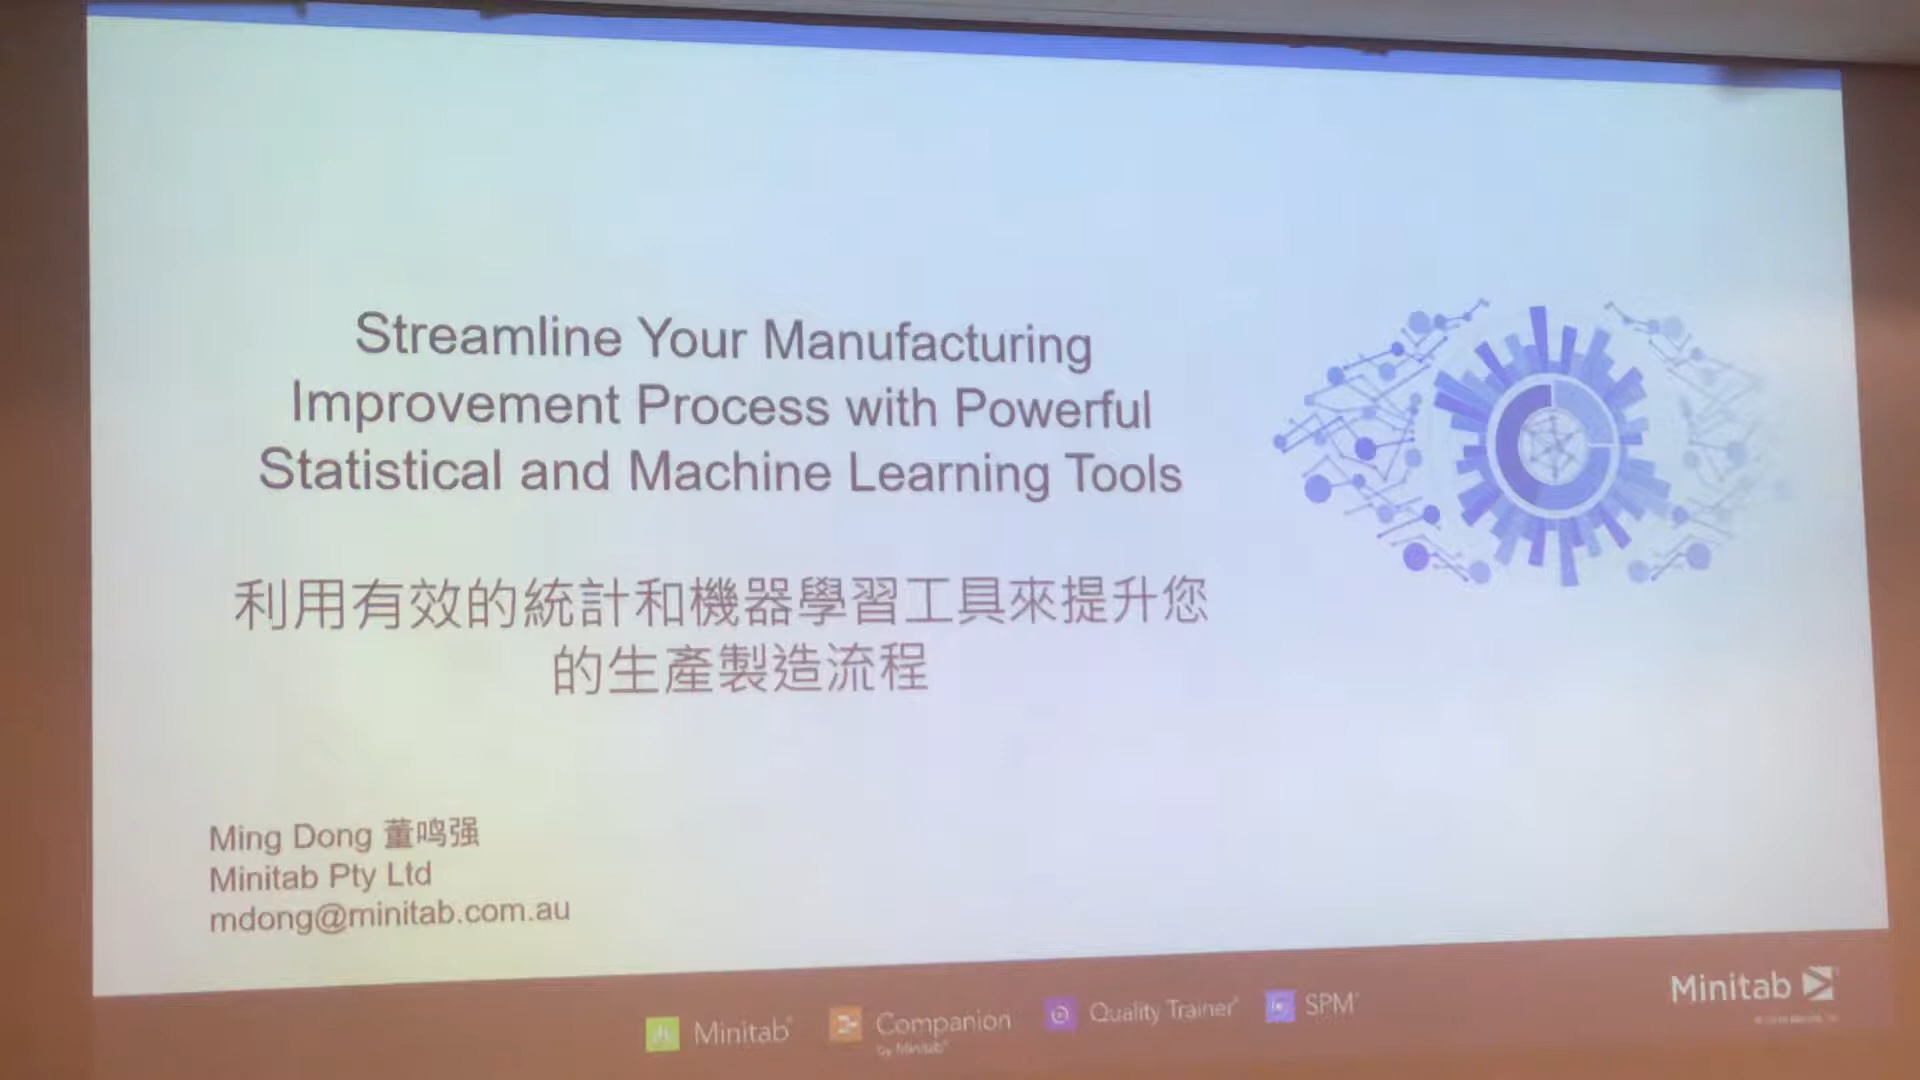 Streamline Your Manufacturing
Improvement Process with Powerful
Statistical and Machine Learning Tools
利用有效的統計和機器學習工具來提升您
的生產製造流程
Ming Dong 董鸣强
Minitab Pty Ltd
mdong@minitab.com.au
Minitab®
Companion
by Minitab®
Quality Trainer®
SPM®
Minitab